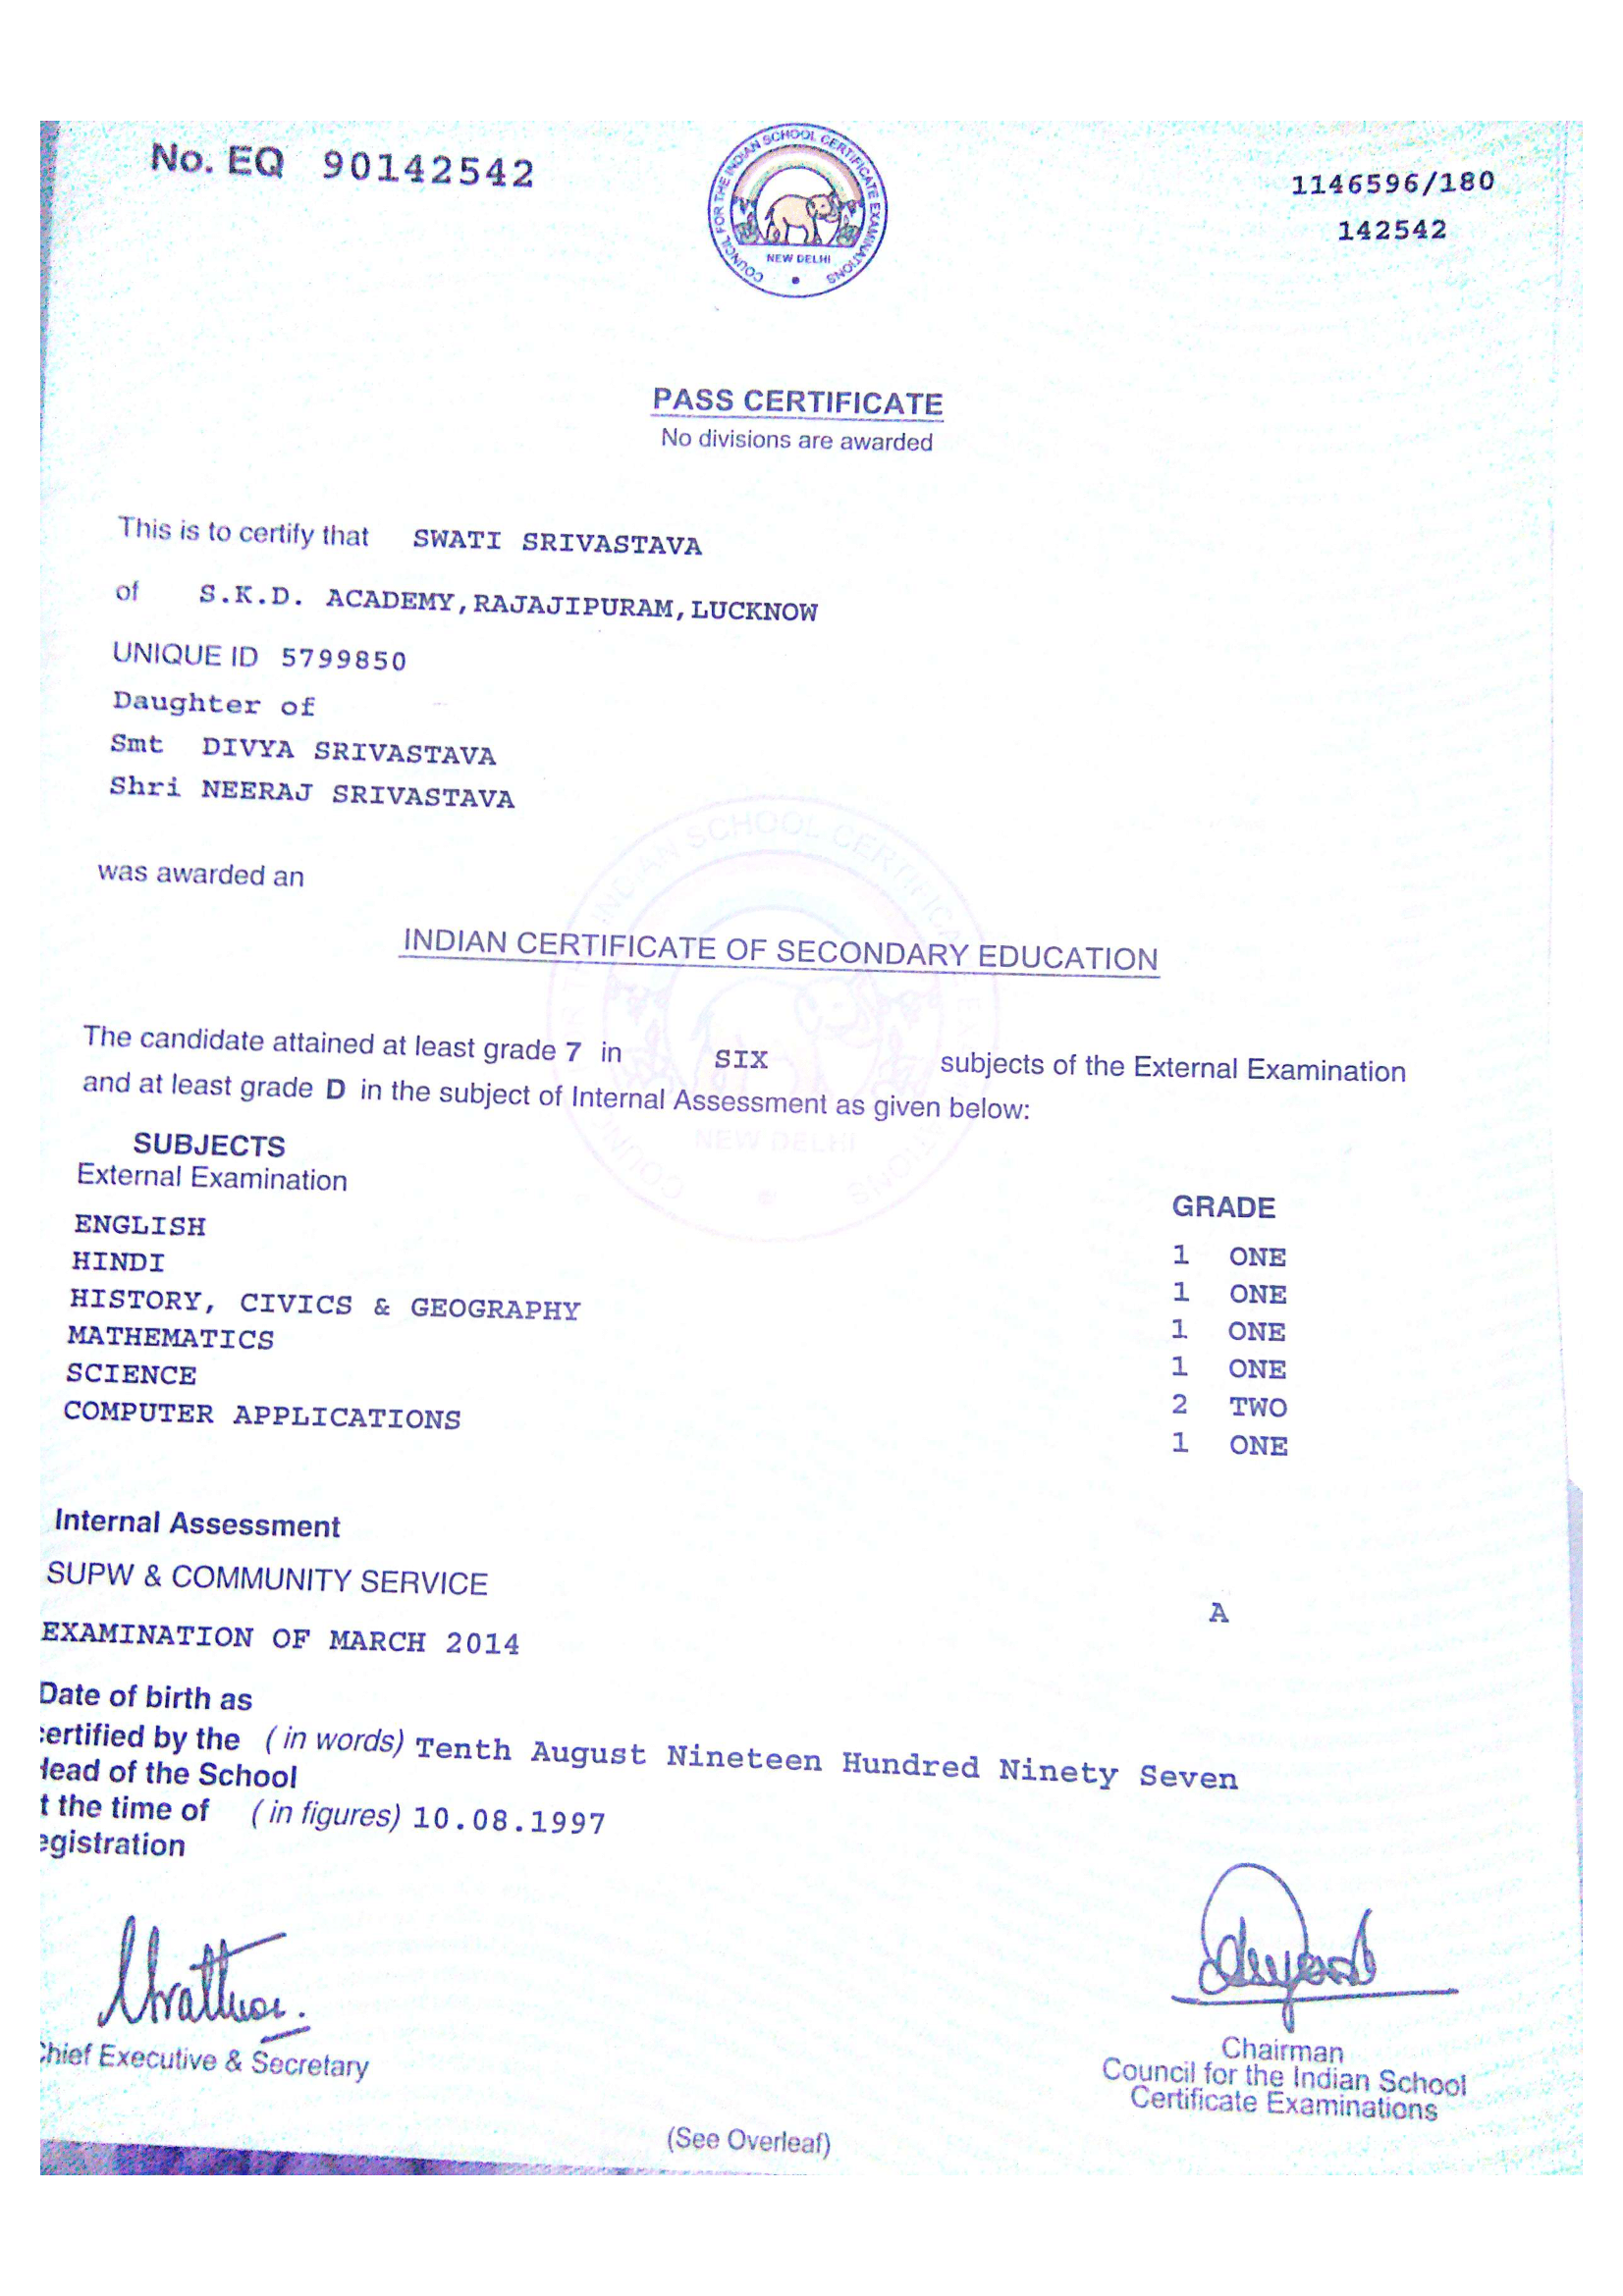 No. EQ 90142542
1146596/180
142542
COUNCIL FOR THE INDIAN SCHOOL CERTIFICATE EXAMINATIONS
NEW DELHI
PASS CERTIFICATE
No divisions are awarded
This is to certify that SWATI SRIVASTAVA
of S.K.D. ACADEMY,RAJAJIPURAM,LUCKNOW
UNIQUE ID 5799850
Daughter of
Smt DIVYA SRIVASTAVA
Shri NEERAJ SRIVASTAVA
was awarded an
INDIAN CERTIFICATE OF SECONDARY EDUCATION
The candidate attained at least grade 7 in SIX subjects of the External Examination
and at least grade D in the subject of Internal Assessment as given below:
SUBJECTS
External Examination GRADE
ENGLISH 1 ONE
HINDI 1 ONE
HISTORY, CIVICS & GEOGRAPHY 1 ONE
MATHEMATICS 1 ONE
SCIENCE 2 TWO
COMPUTER APPLICATIONS 1 ONE
Internal Assessment
SUPW & COMMUNITY SERVICE A
EXAMINATION OF MARCH 2014
Date of birth as
ertified by the (in words) Tenth August Nineteen Hundred Ninety Seven
ead of the School
t the time of (in figures) 10.08.1997
egistration
Chief Executive & Secretary
Chairman
Council for the Indian School
Certificate Examinations
(See Overleaf)